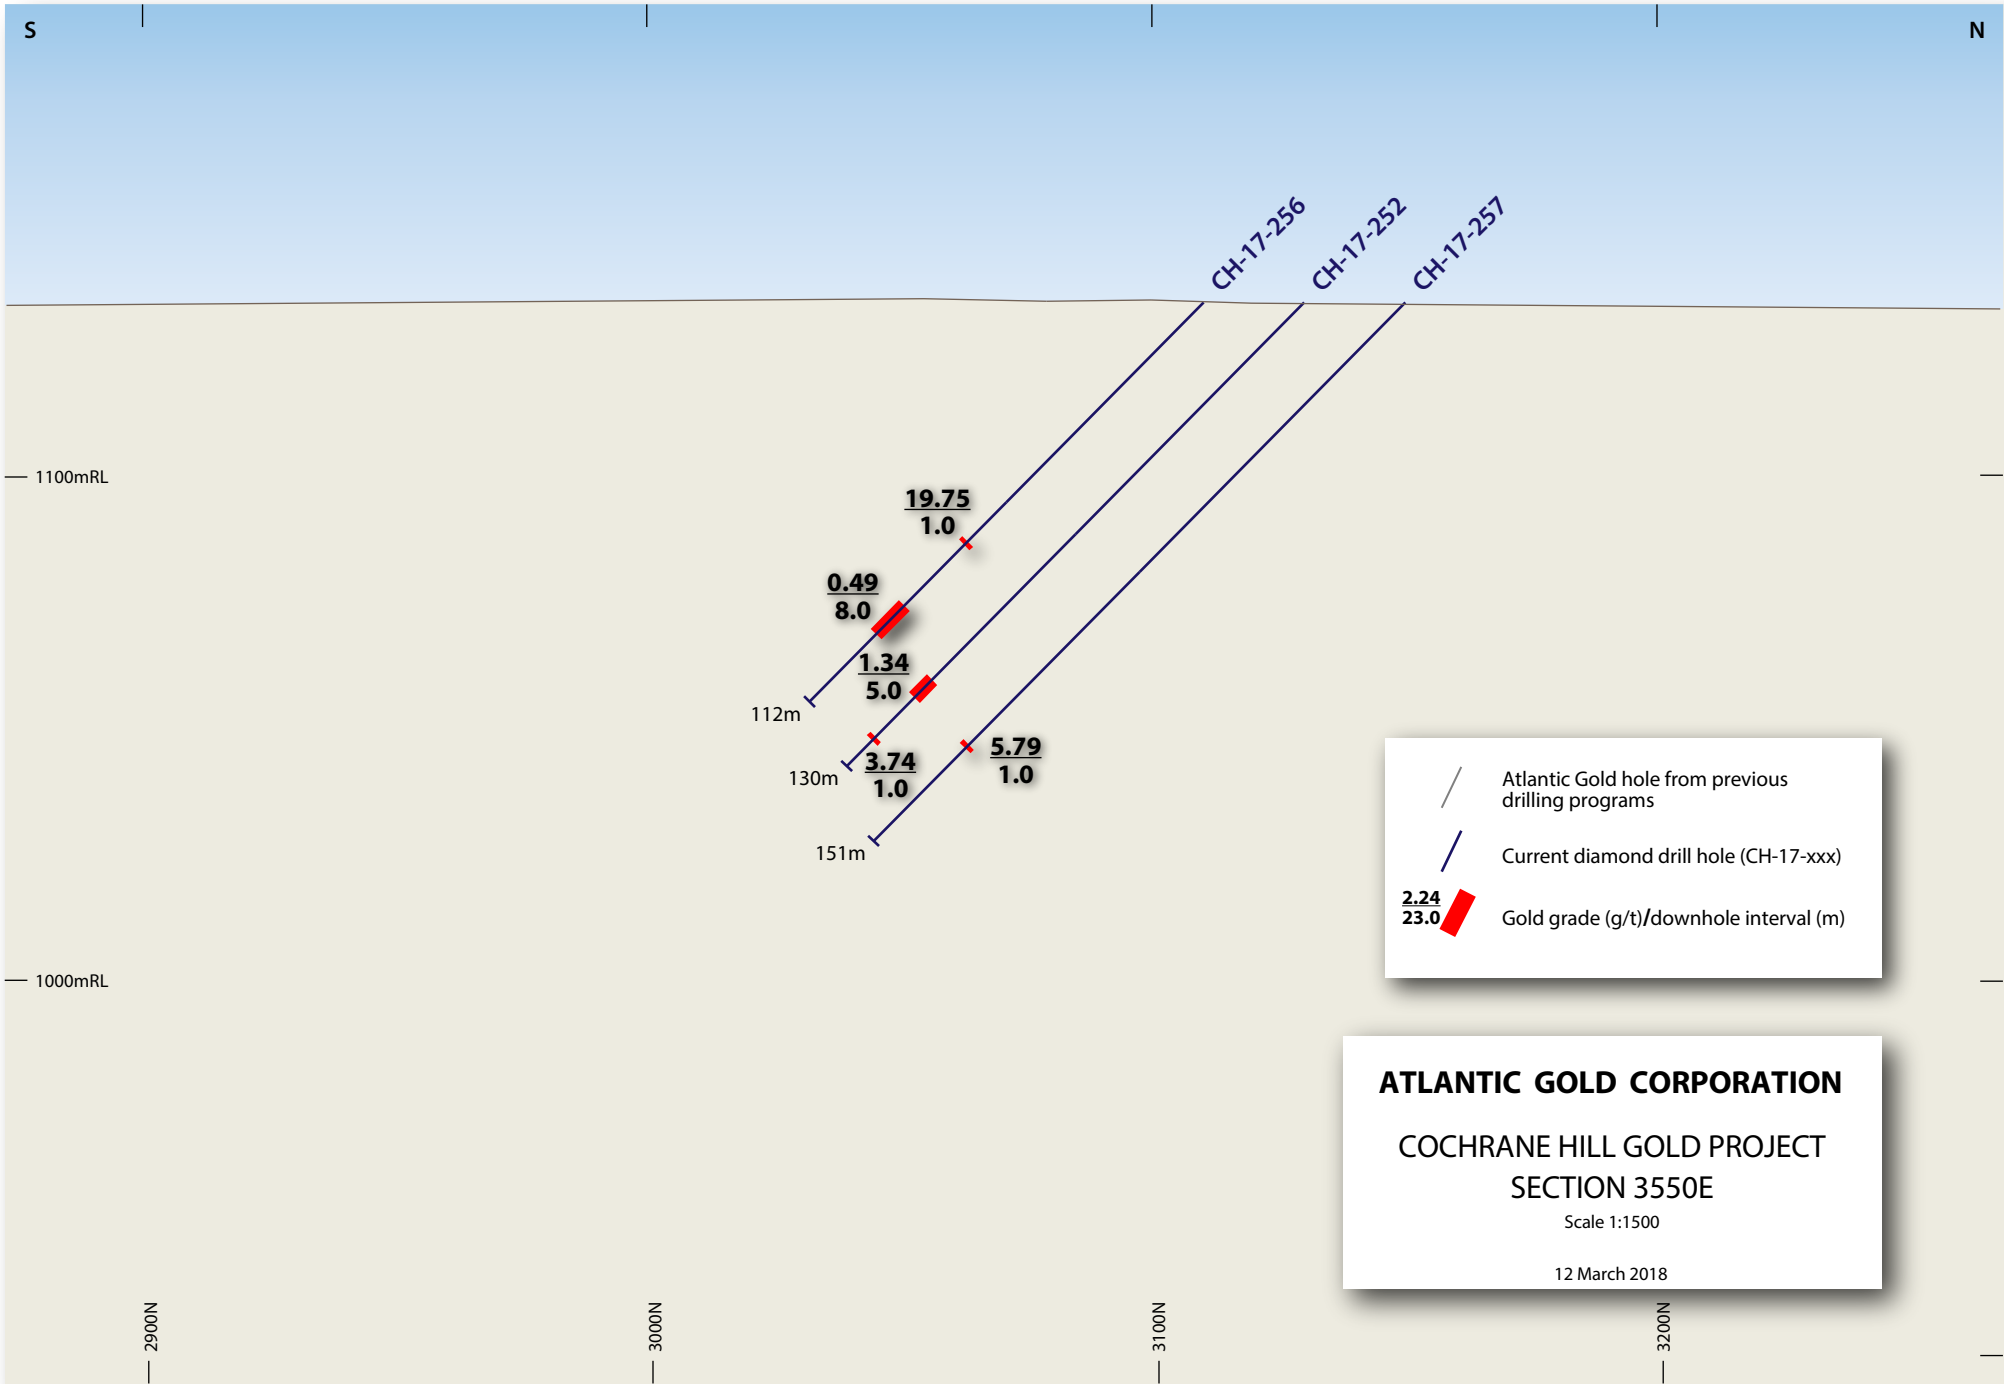 S
N
CH-17-256
CH-17-252
CH-17-257
1100mRL
19.75
1.0
0.49
8.0
1.34
5.0
112m
3.74
1.0
130m
5.79
1.0
151m
Atlantic Gold hole from previous
drilling programs
Current diamond drill hole (CH-17-xxx)
2.24
23.0
Gold grade (g/t)/downhole interval (m)
1000mRL
ATLANTIC GOLD CORPORATION
COCHRANE HILL GOLD PROJECT
SECTION 3550E
Scale 1:1500
12 March 2018
2900N
3000N
3100N
3200N